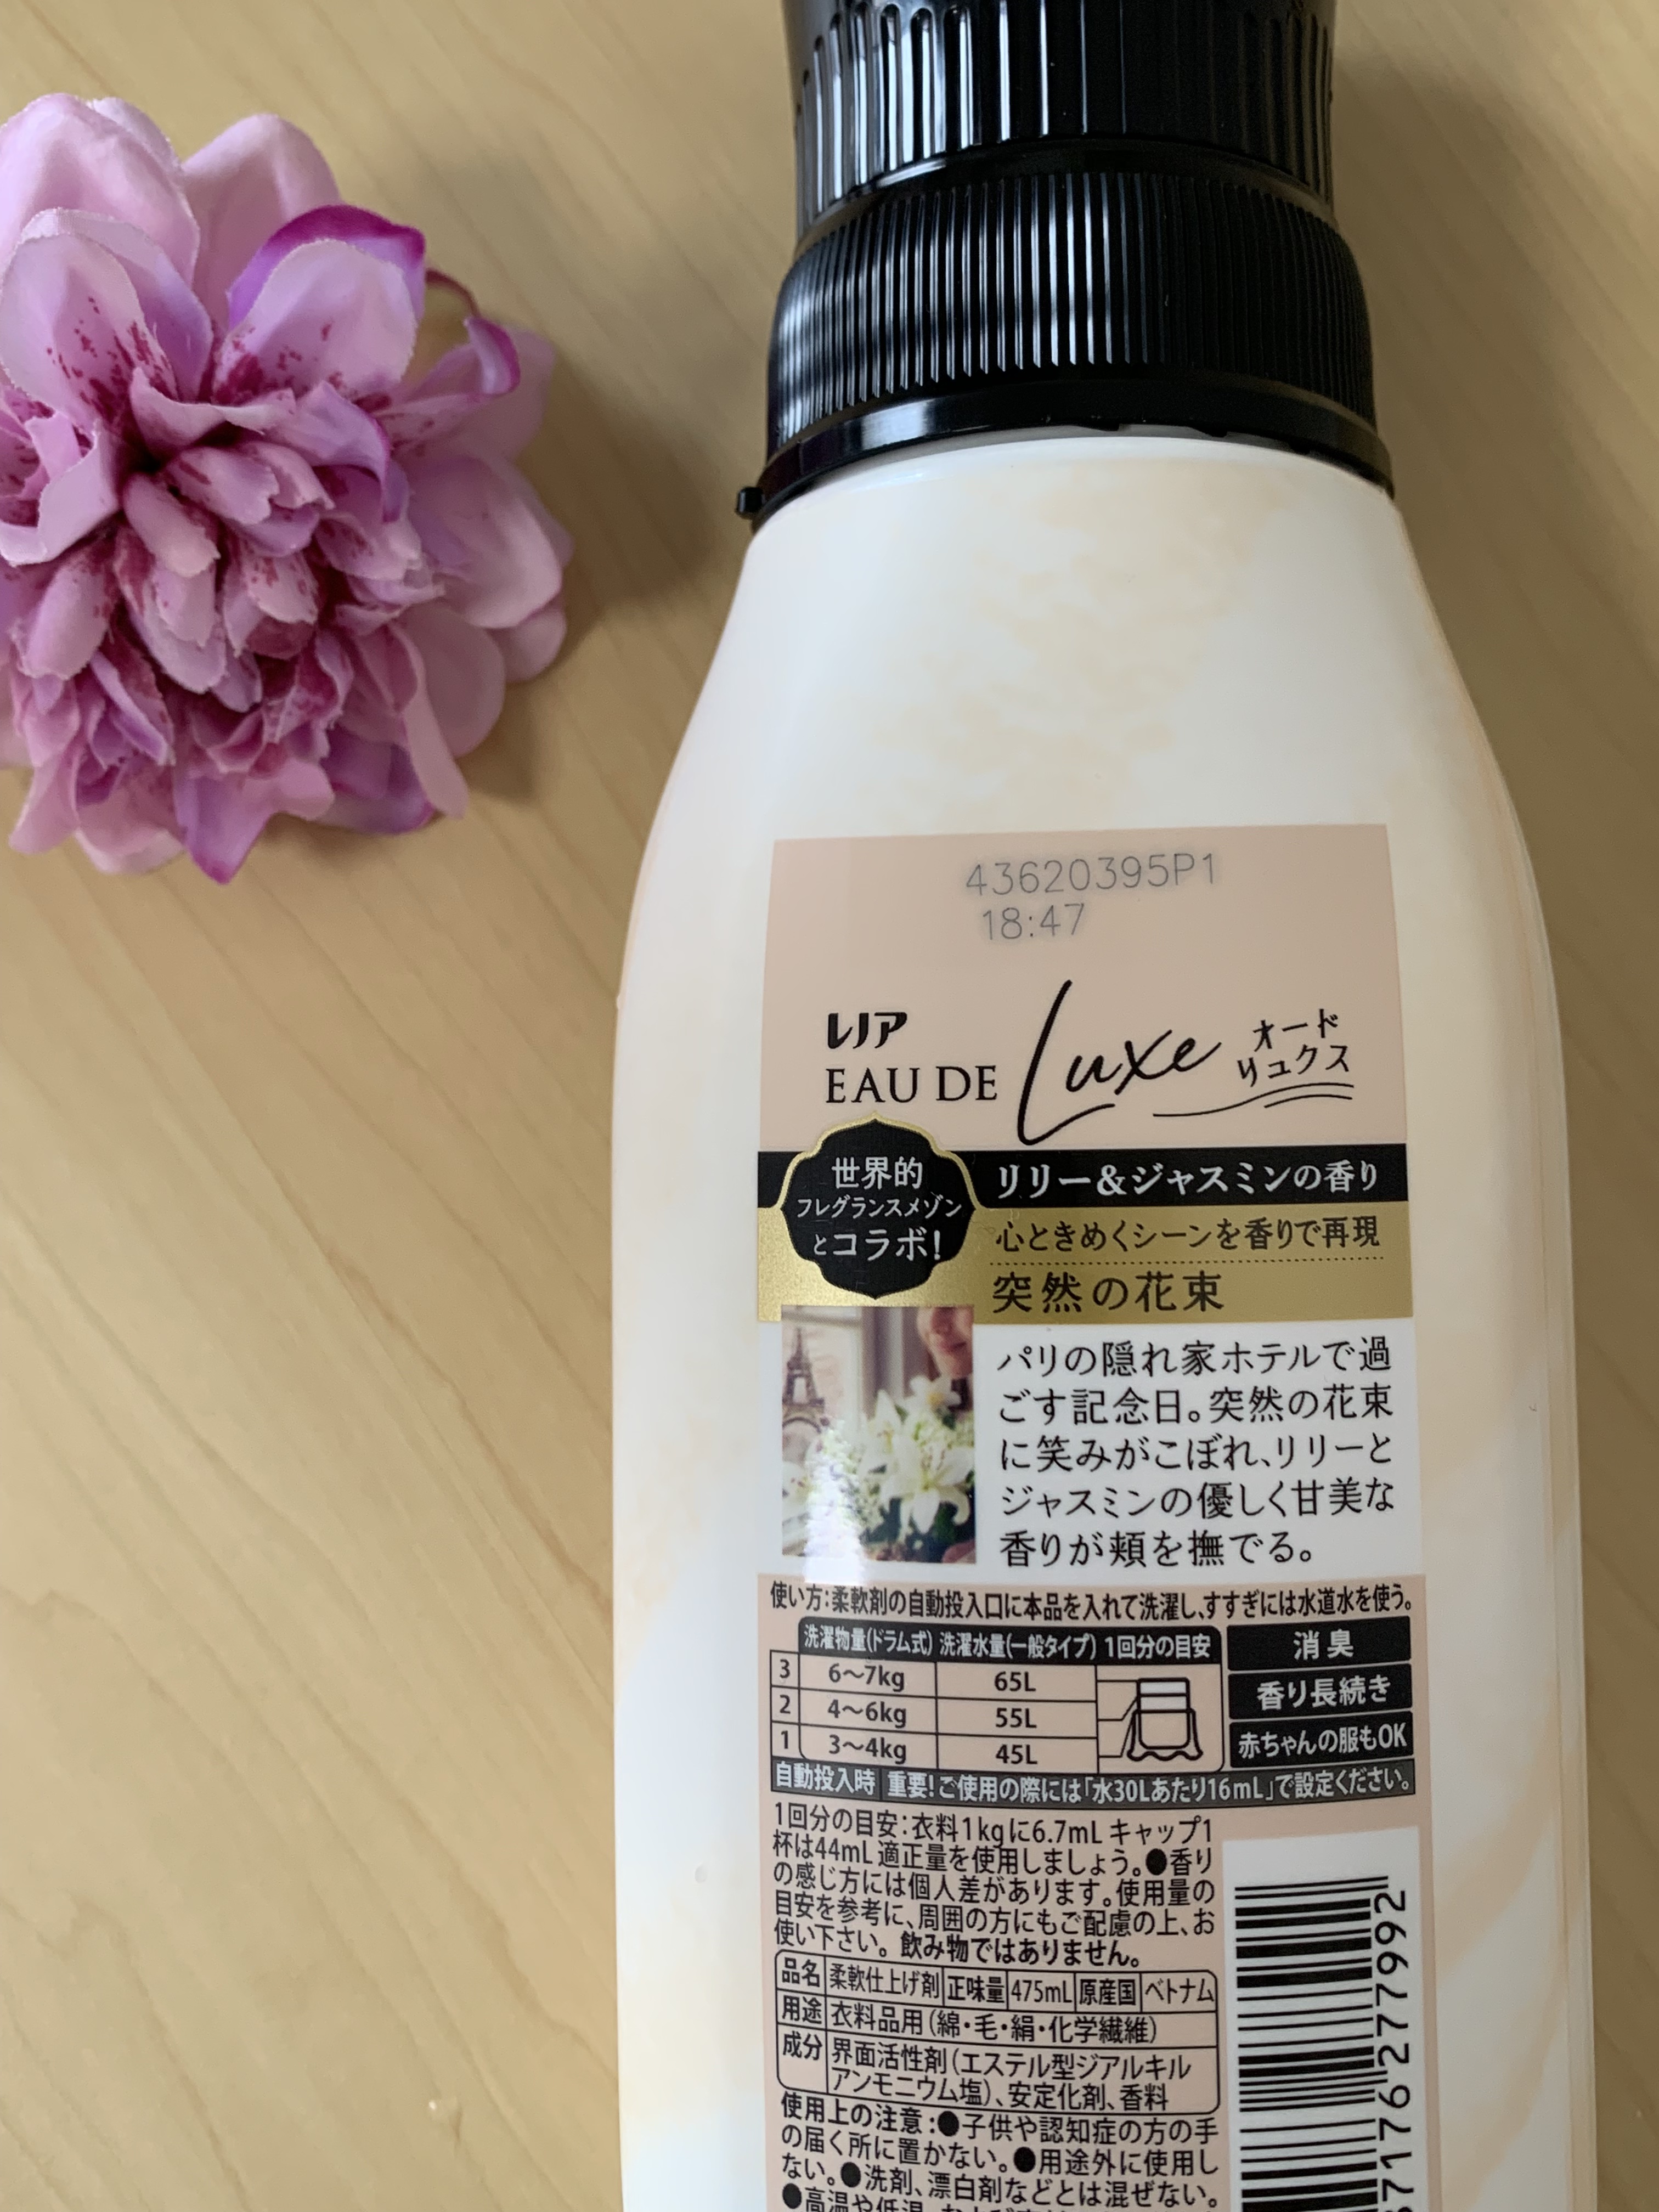 43620395P1
18:47
レノア
EAU DE Luxe オードリュクス
世界的
フレグランスメゾン
とコラボ!
リリー&ジャスミンの香り
心ときめくシーンを香りで再現
突然の花束
パリの隠れ家ホテルで過
ごす記念日。突然の花束
に笑みがこぼれ、リリーと
ジャスミンの優しく甘美な
香りが頬を撫でる。
使い方:柔軟剤の自動投入口に本品を入れて洗濯し、すすぎには水道水を使う。
洗濯物量(ドラム式) 洗濯水量(一般タイプ) 1回分の目安
3 6〜7kg 65L
2 4〜6kg 55L
1 3〜4kg 45L
消臭
香り長続き
赤ちゃんの服もOK
自動投入時 重要!ご使用の際には「水30Lあたり16mL」で設定ください。
1回分の目安:衣料1kgに6.7mL キャップ1
杯は44mL 適正量を使用しましょう。●香り
の感じ方には個人差があります。使用量の
目安を参考に、周囲の方にもご配慮の上、お
使い下さい。飲み物ではありません。
品名 柔軟仕上げ剤 正味量 475mL 原産国 ベトナム
用途 衣料品用(綿・毛・絹・化学繊維)
成分 界面活性剤(エステル型ジアルキル
アンモニウム塩)、安定化剤、香料
使用上の注意:●子供や認知症の方の手
の届く所に置かない。●用途外に使用し
ない。●洗剤、漂白剤などとは混ぜない。
●高温や低温、
7176277972